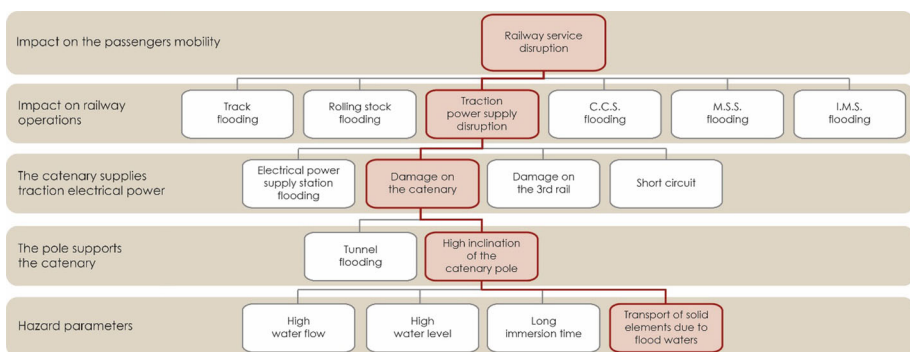 Impact on the passengers mobility
Railway service
disruption
Impact on railway
operations
Track
flooding
Rolling stock
flooding
Traction
power supply
disruption
C.C.S.
flooding
M.S.S.
flooding
I.M.S.
flooding
The catenary supplies
traction electrical power
Electrical power
supply station
flooding
Damage on
the catenary
Damage on
the 3rd rail
Short circuit
The pole supports
the catenary
Tunnel
flooding
High inclination
of the
catenary pole
Hazard parameters
High
water flow
High
water level
Long
immersion time
Transport of solid
elements due to
flood waters